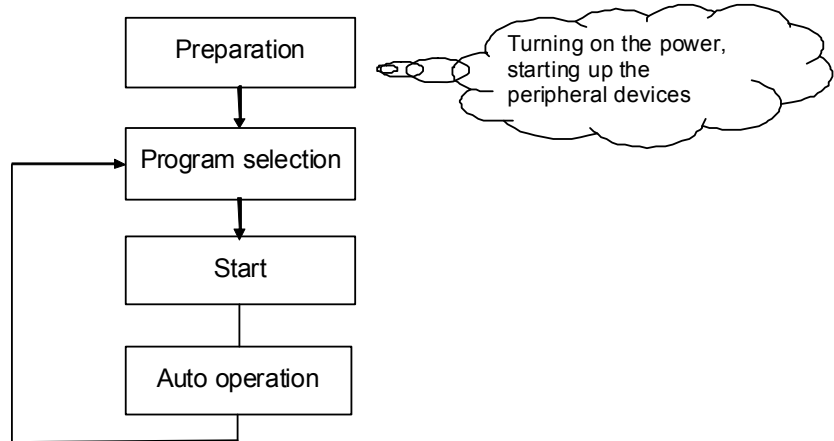 Preparation
Turning on the power,
starting up the
peripheral devices
Program selection
Start
Auto operation